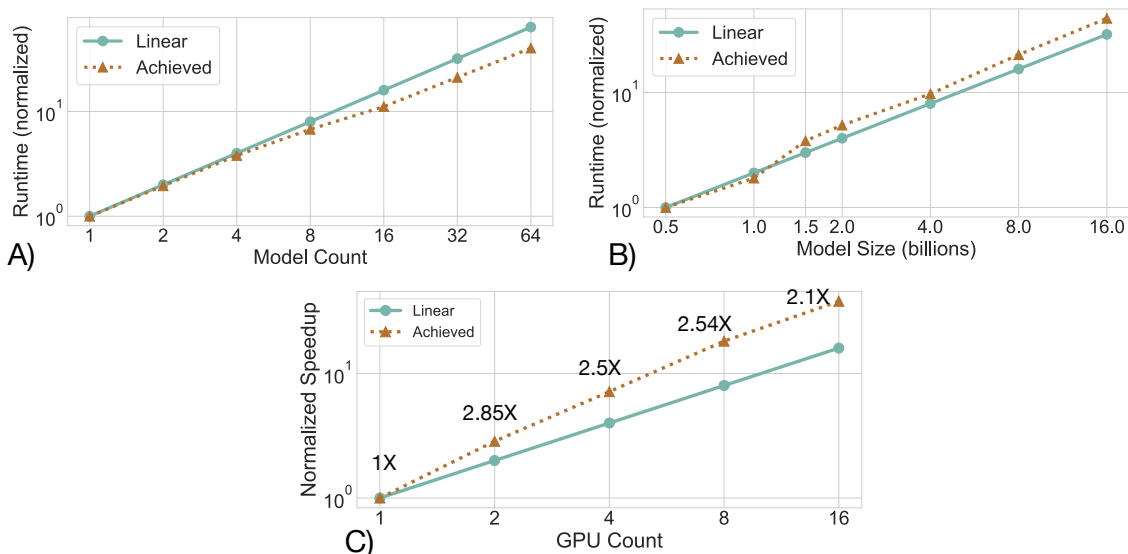 Linear
Achieved
Runtime (normalized)
10^1
10^0
1 2 4 8 16 32 64
Model Count
A)
Linear
Achieved
Runtime (normalized)
10^1
10^0
0.5 1.0 1.5 2.0 4.0 8.0 16.0
Model Size (billions)
B)
Linear
Achieved
Normalized Speedup
10^1
10^0
1X
2.85X
2.5X
2.54X
2.1X
1 2 4 8 16
GPU Count
C)